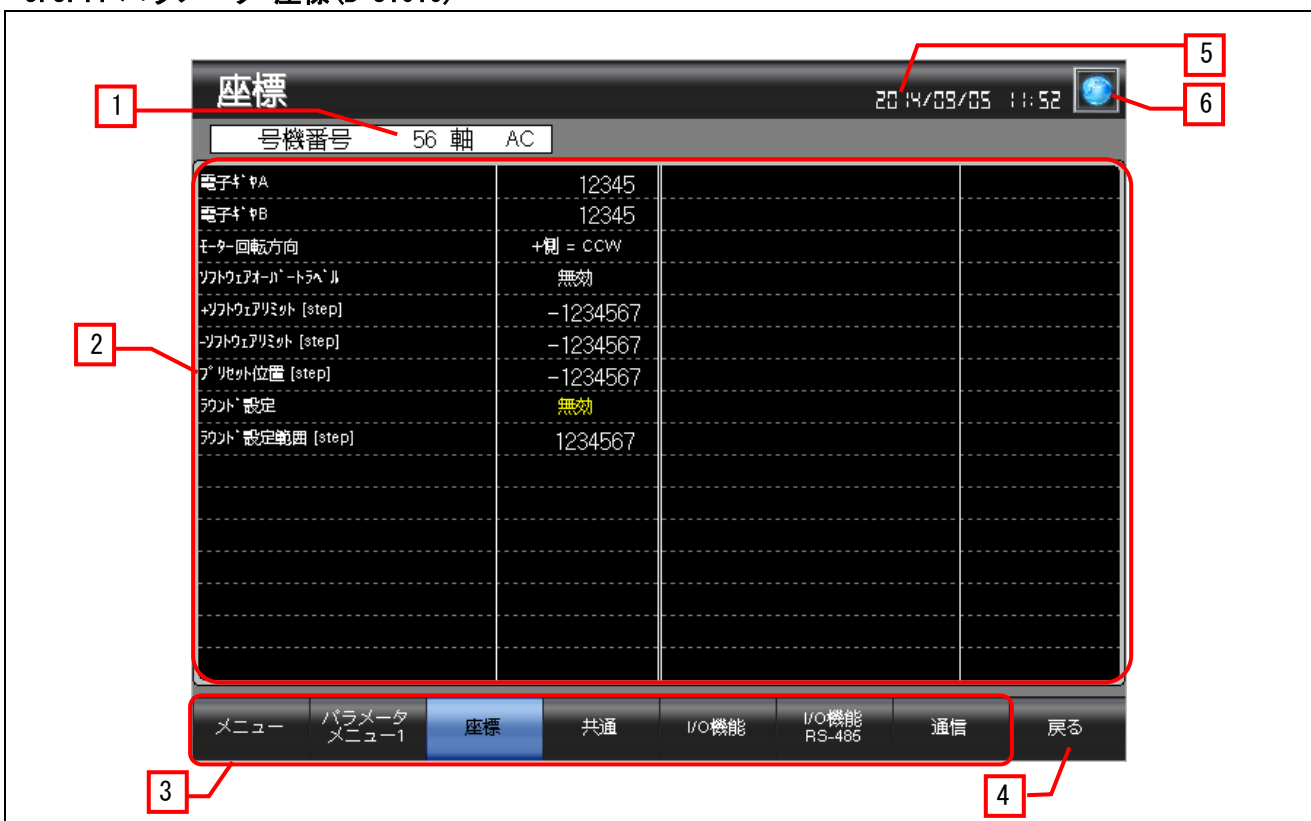 座標
2014/09/05 11:52
5
6
1
号機番号 56 軸 AC
電子ｷﾞﾔA 12345
電子ｷﾞﾔB 12345
ﾓｰﾀｰ回転方向 +側 = CCW
ｿﾌﾄｳｪｱｵｰﾊﾞｰﾄﾗﾍﾞﾙ 無効
+ｿﾌﾄｳｪｱﾘﾐｯﾄ [step] -1234567
-ｿﾌﾄｳｪｱﾘﾐｯﾄ [step] -1234567
ﾌﾟﾘｾｯﾄ位置 [step] -1234567
ﾗｳﾝﾄﾞ設定 無効
ﾗｳﾝﾄﾞ設定範囲 [step] 1234567
2
メニュー
パラメータ
メニュー1
座標
共通
I/O機能
I/O機能
RS-485
通信
戻る
3
4